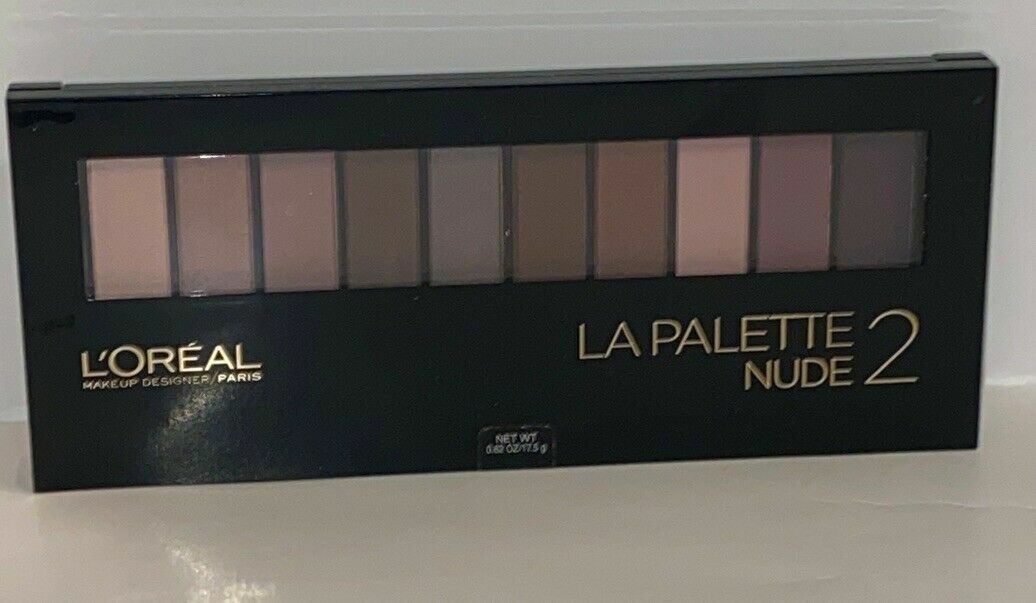 L'ORÉAL
MAKEUP DESIGNER/PARIS
LA PALETTE
NUDE 2
NET WT
0.62 OZ/17.5 g